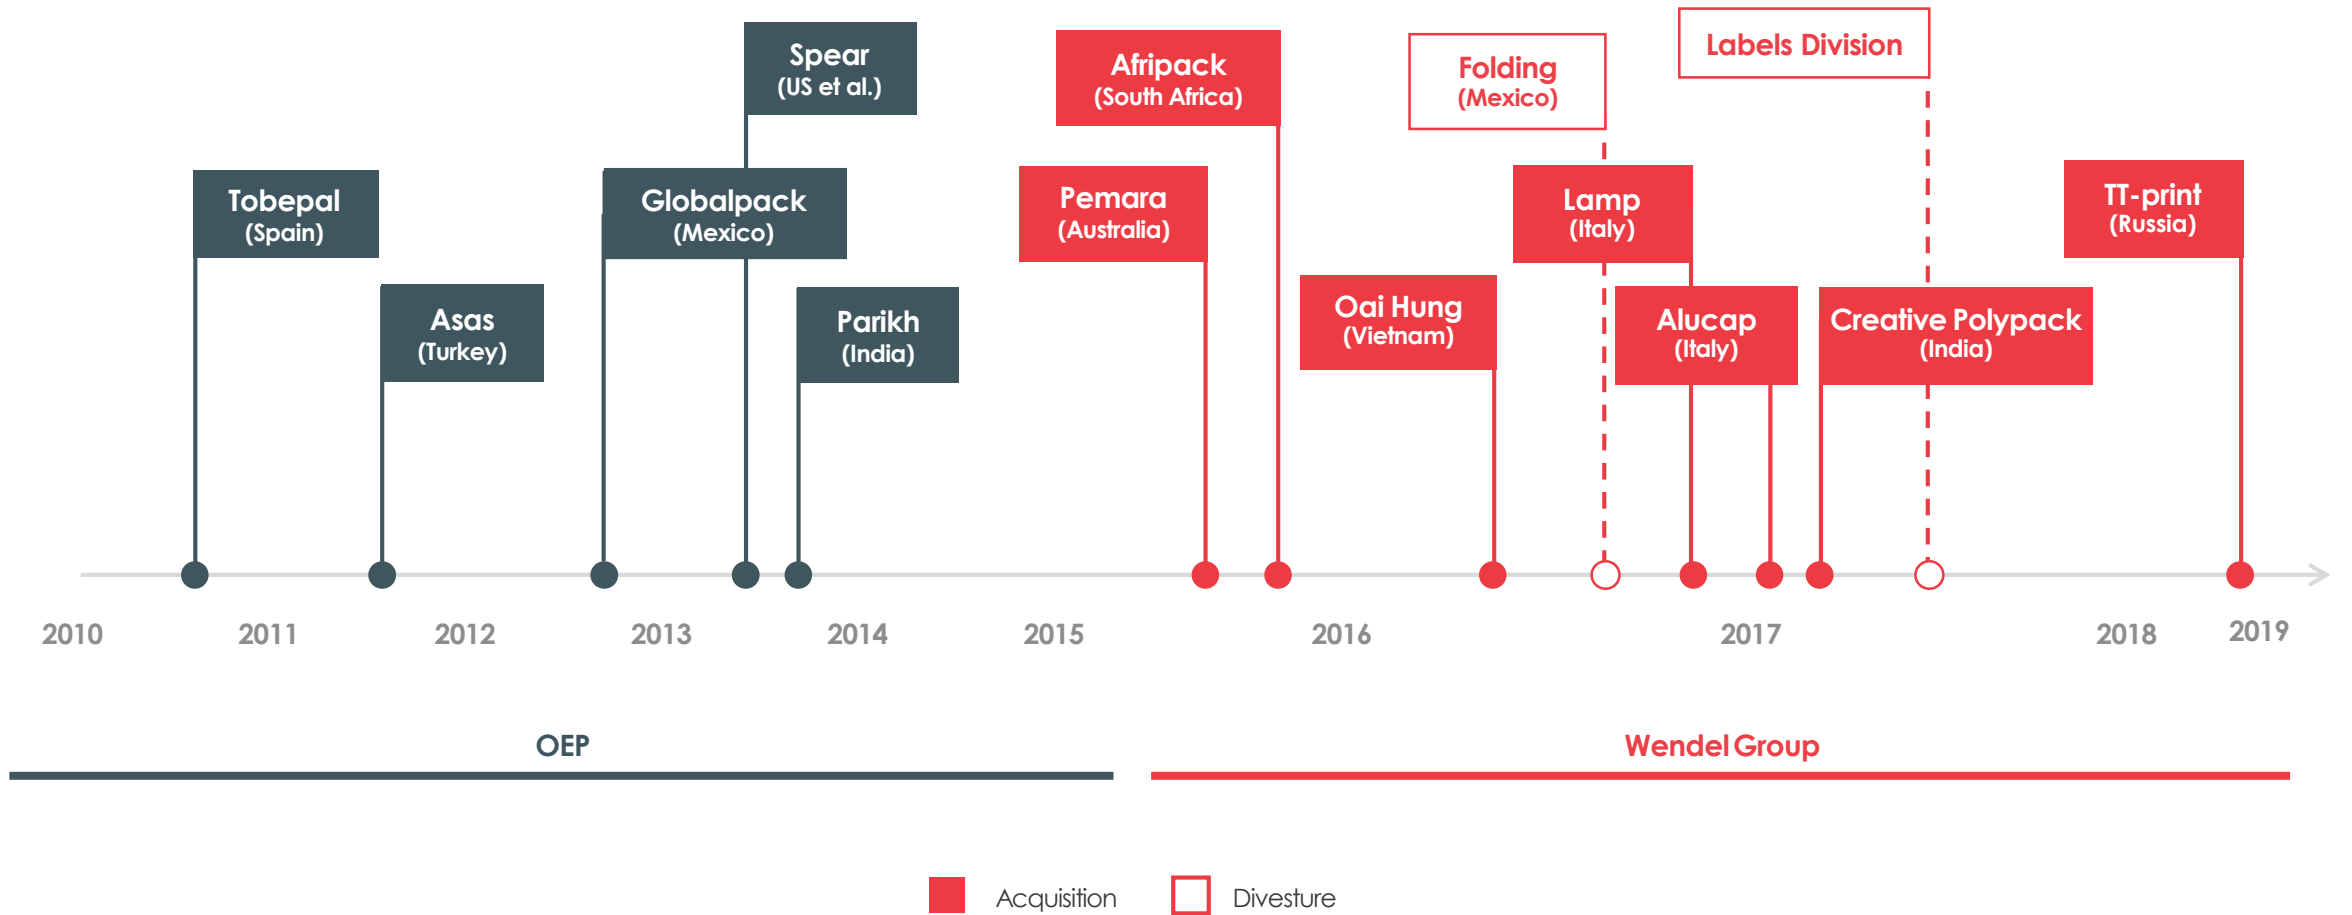 Spear
(US et al.)
Afripack
(South Africa)
Folding
(Mexico)
Labels Division
Tobepal
(Spain)
Globalpack
(Mexico)
Pemara
(Australia)
Lamp
(Italy)
TT-print
(Russia)
Asas
(Turkey)
Parikh
(India)
Oai Hung
(Vietnam)
Alucap
(Italy)
Creative Polypack
(India)
2010 2011 2012 2013 2014 2015 2016 2017 2018 2019
OEP
Wendel Group
Acquisition
Divesture